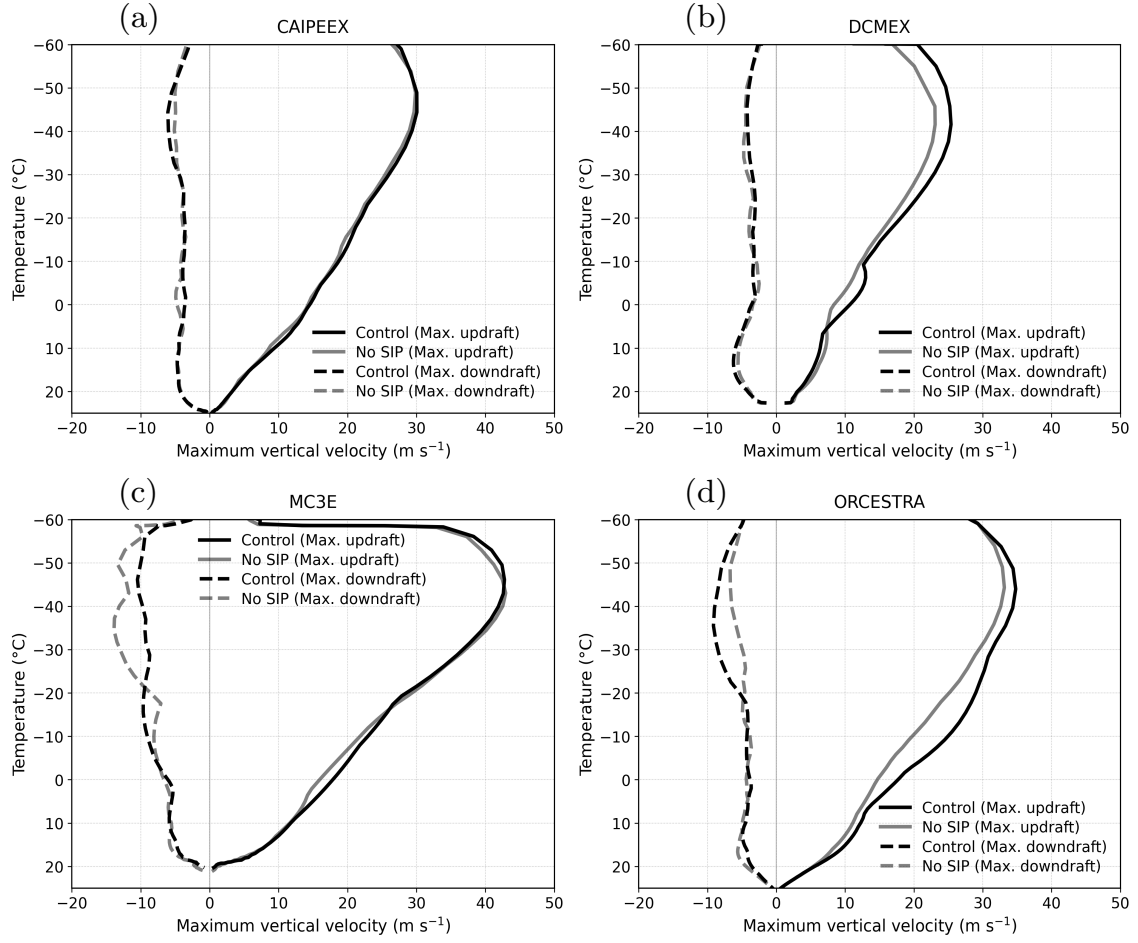 (a)
CAIPEEX
−60
−50
−40
−30
−20
−10
0
10
20
Temperature (°C)
Control (Max. updraft)
No SIP (Max. updraft)
Control (Max. downdraft)
No SIP (Max. downdraft)
−20 −10 0 10 20 30 40 50
Maximum vertical velocity (m s⁻¹)
(b)
DCMEX
−60
−50
−40
−30
−20
−10
0
10
20
Temperature (°C)
Control (Max. updraft)
No SIP (Max. updraft)
Control (Max. downdraft)
No SIP (Max. downdraft)
−20 −10 0 10 20 30 40 50
Maximum vertical velocity (m s⁻¹)
(c)
MC3E
−60
−50
−40
−30
−20
−10
0
10
20
Temperature (°C)
Control (Max. updraft)
No SIP (Max. updraft)
Control (Max. downdraft)
No SIP (Max. downdraft)
−20 −10 0 10 20 30 40 50
Maximum vertical velocity (m s⁻¹)
(d)
ORCESTRA
−60
−50
−40
−30
−20
−10
0
10
20
Temperature (°C)
Control (Max. updraft)
No SIP (Max. updraft)
Control (Max. downdraft)
No SIP (Max. downdraft)
−20 −10 0 10 20 30 40 50
Maximum vertical velocity (m s⁻¹)